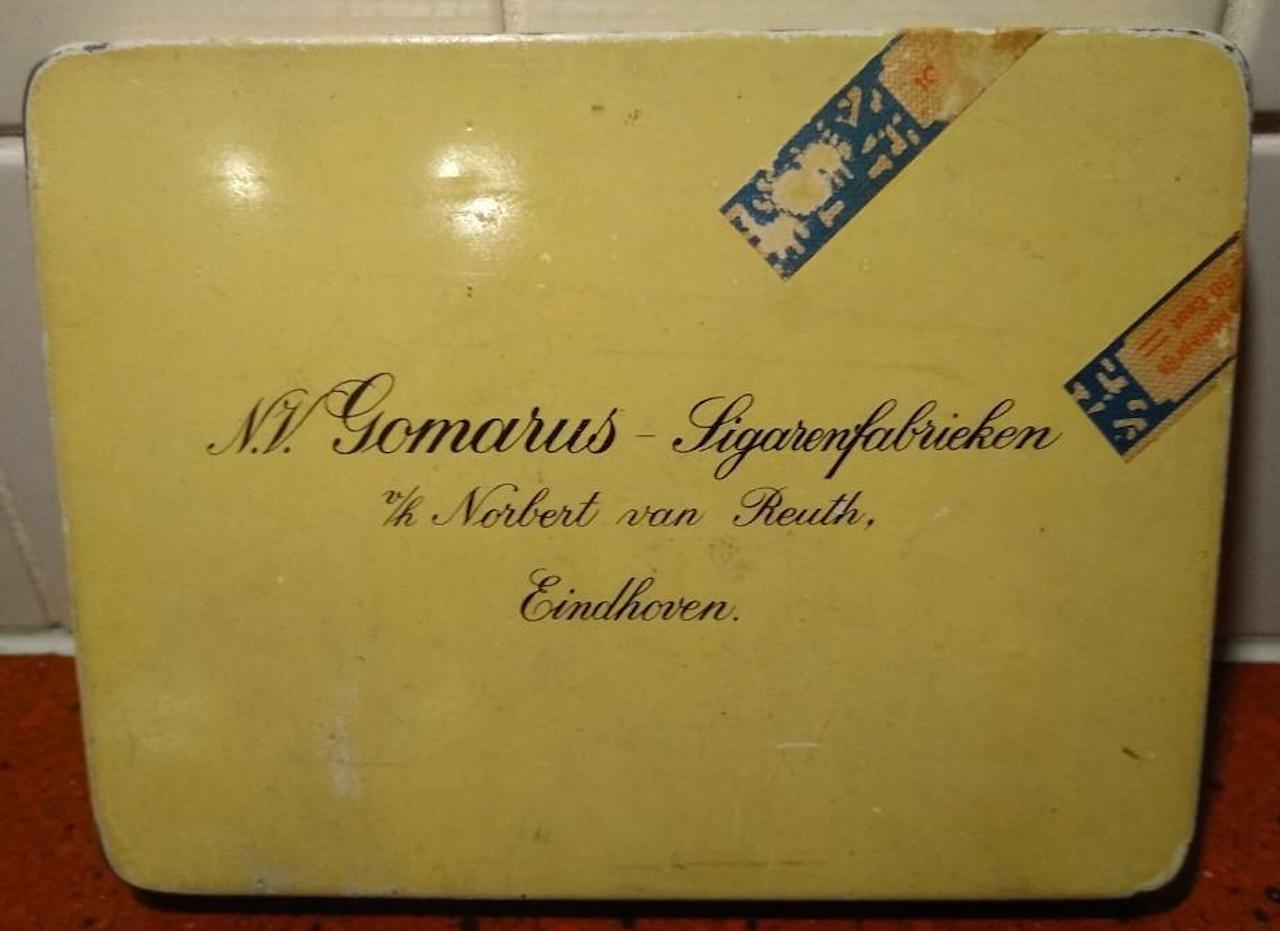 N.V. Gomarus - Sigarenfabrieken
v/h Norbert van Reuth,
Eindhoven.